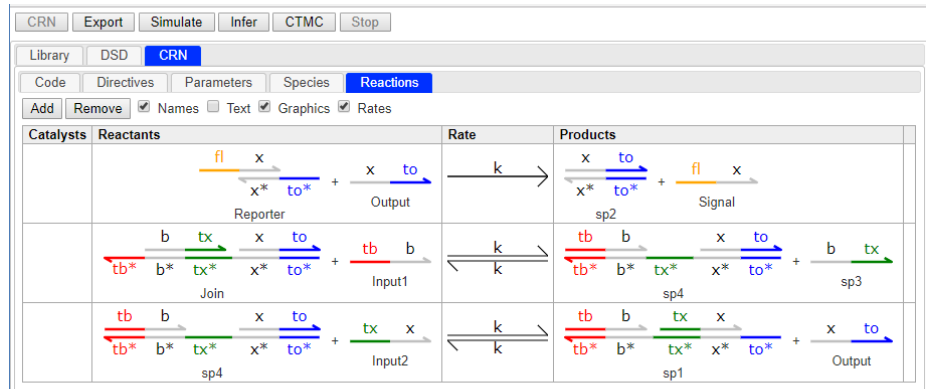 CRN Export Simulate Infer CTMC Stop
Library DSD CRN
Code Directives Parameters Species Reactions
Add Remove Names Text Graphics Rates
Catalysts Reactants Rate Products
fl x x to k x to fl x
x* to* + x* to* +
Reporter Output sp2 Signal
b tx x to tb b k tb b x to b tx
tb* b* tx* x* to* + k tb* b* tx* x* to* +
Join Input1 sp4 sp3
tb b x to tx x k tb b tx x x to
tb* b* tx* x* to* + k tb* b* tx* x* to* +
sp4 Input2 sp1 Output